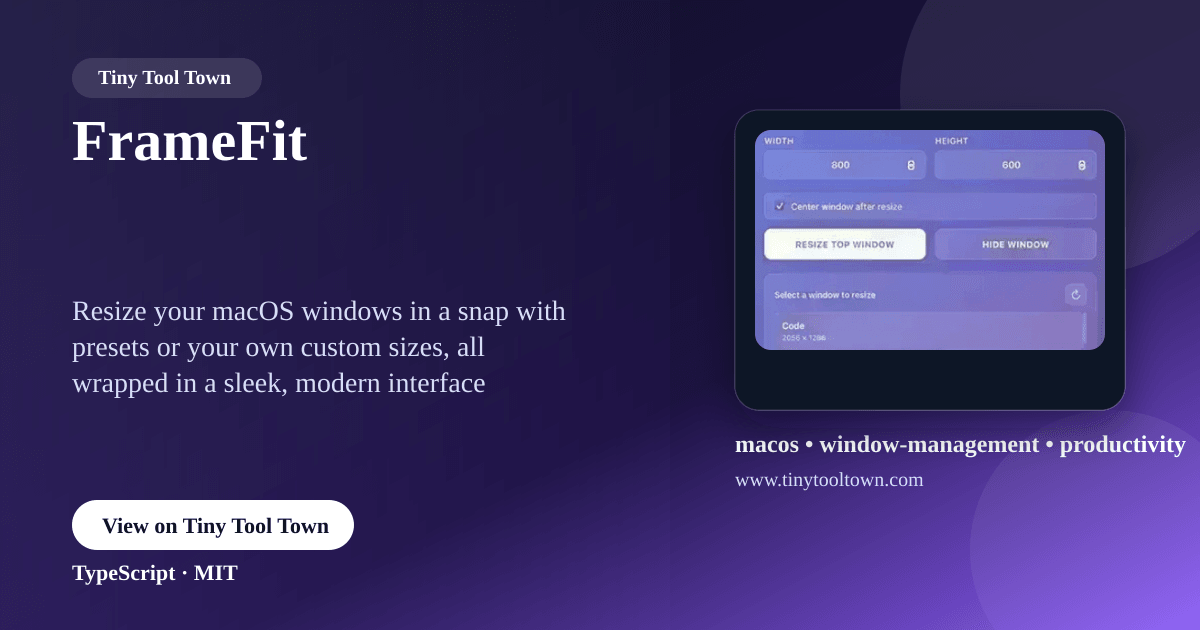 Tiny Tool Town
FrameFit
Resize your macOS windows in a snap with
presets or your own custom sizes, all
wrapped in a sleek, modern interface
View on Tiny Tool Town
TypeScript · MIT
WIDTH HEIGHT
800 600
Center window after resize
RESIZE TOP WINDOW HIDE WINDOW
Select a window to resize
Code
2056 x 1286
macos • window-management • productivity
www.tinytooltown.com